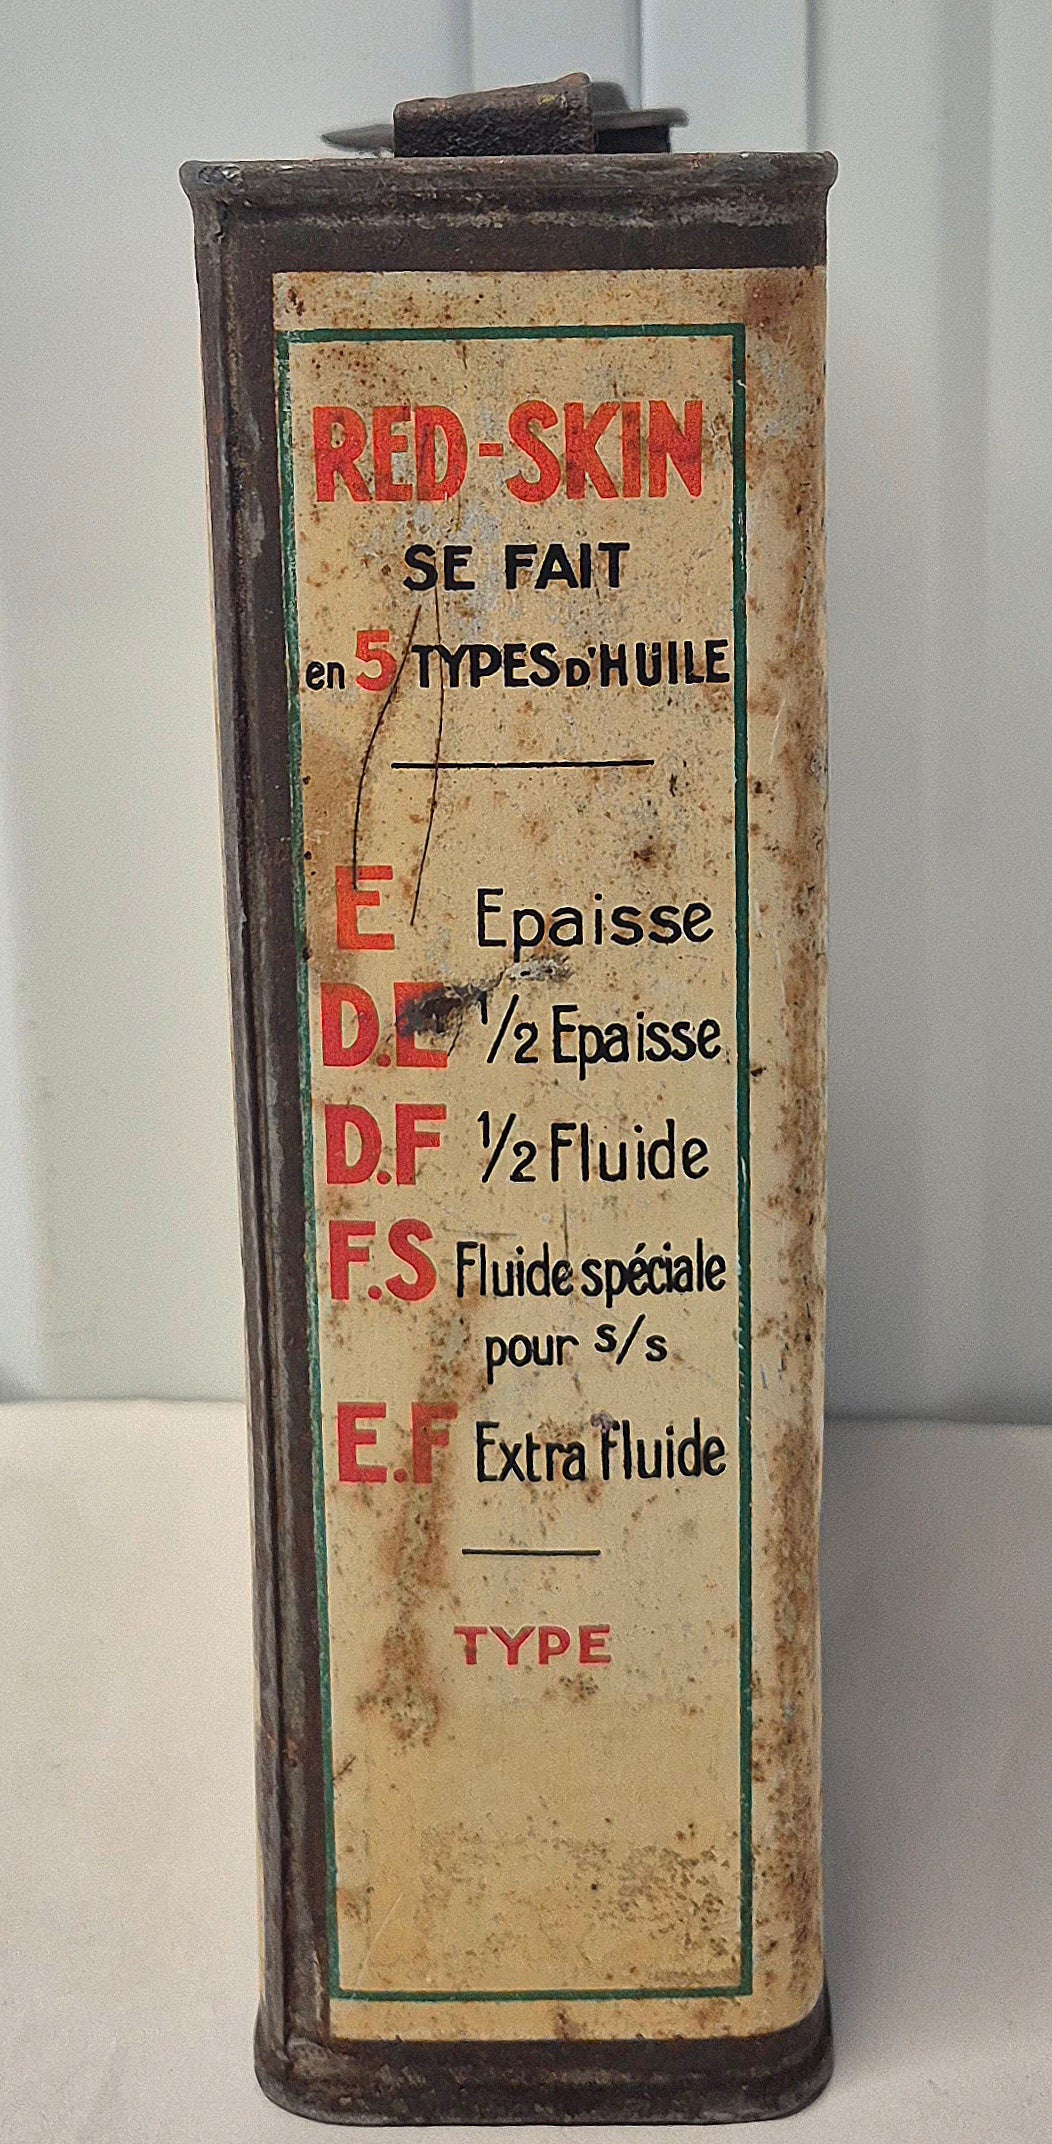 RED-SKIN
SE FAIT
en 5 TYPES D'HUILE
E Epaisse
D.E 1/2 Epaisse
D.F 1/2 Fluide
F.S Fluide spéciale
pour s/s
E.F Extra fluide
TYPE